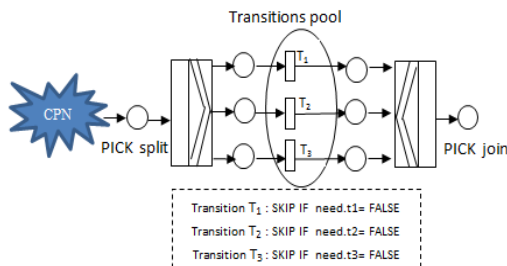 Transitions pool
T1
CPN
T2
PICK split
PICK join
T3
Transition T1 : SKIP IF need.t1= FALSE
Transition T2 : SKIP IF need.t2= FALSE
Transition T3 : SKIP IF need.t3= FALSE